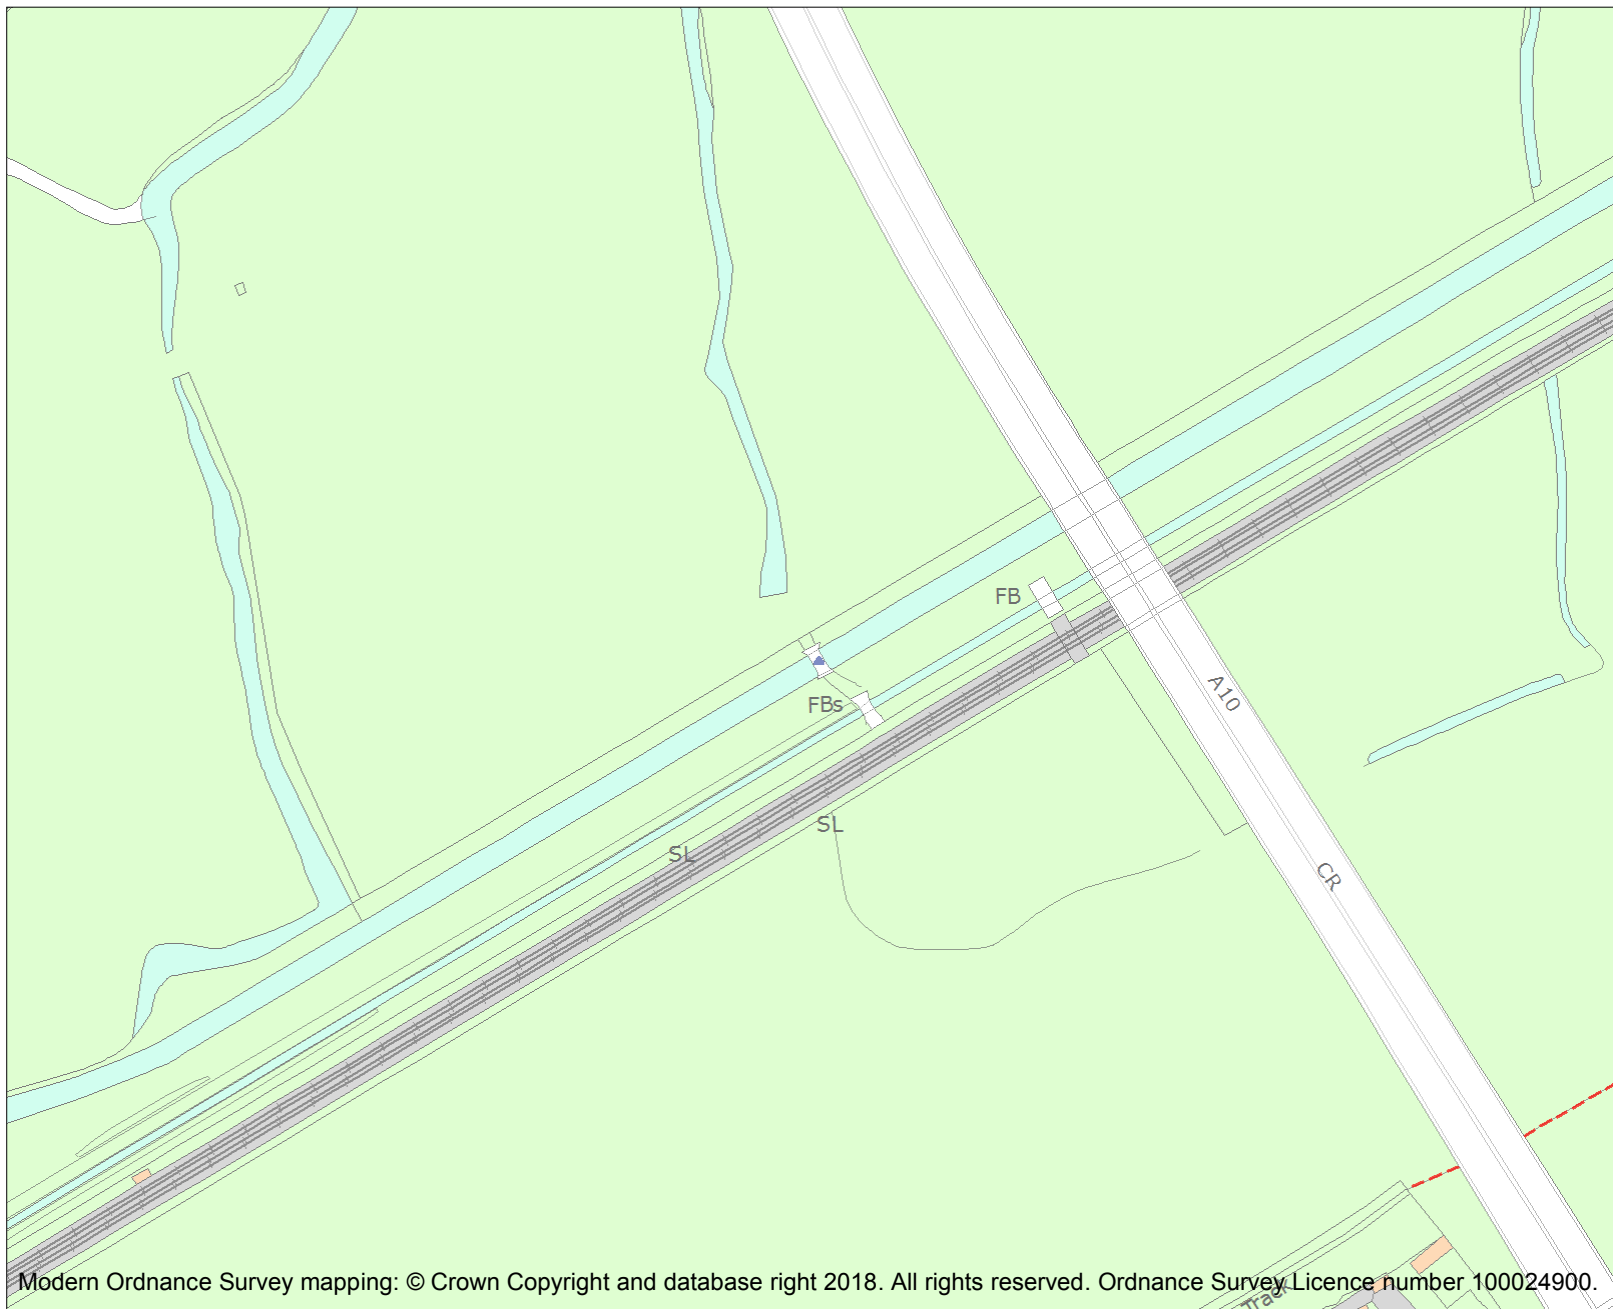 FB
A10
FBs
SL
SL
CR
Track
Modern Ordnance Survey mapping: © Crown Copyright and database right 2018. All rights reserved. Ordnance Survey Licence number 100024900.